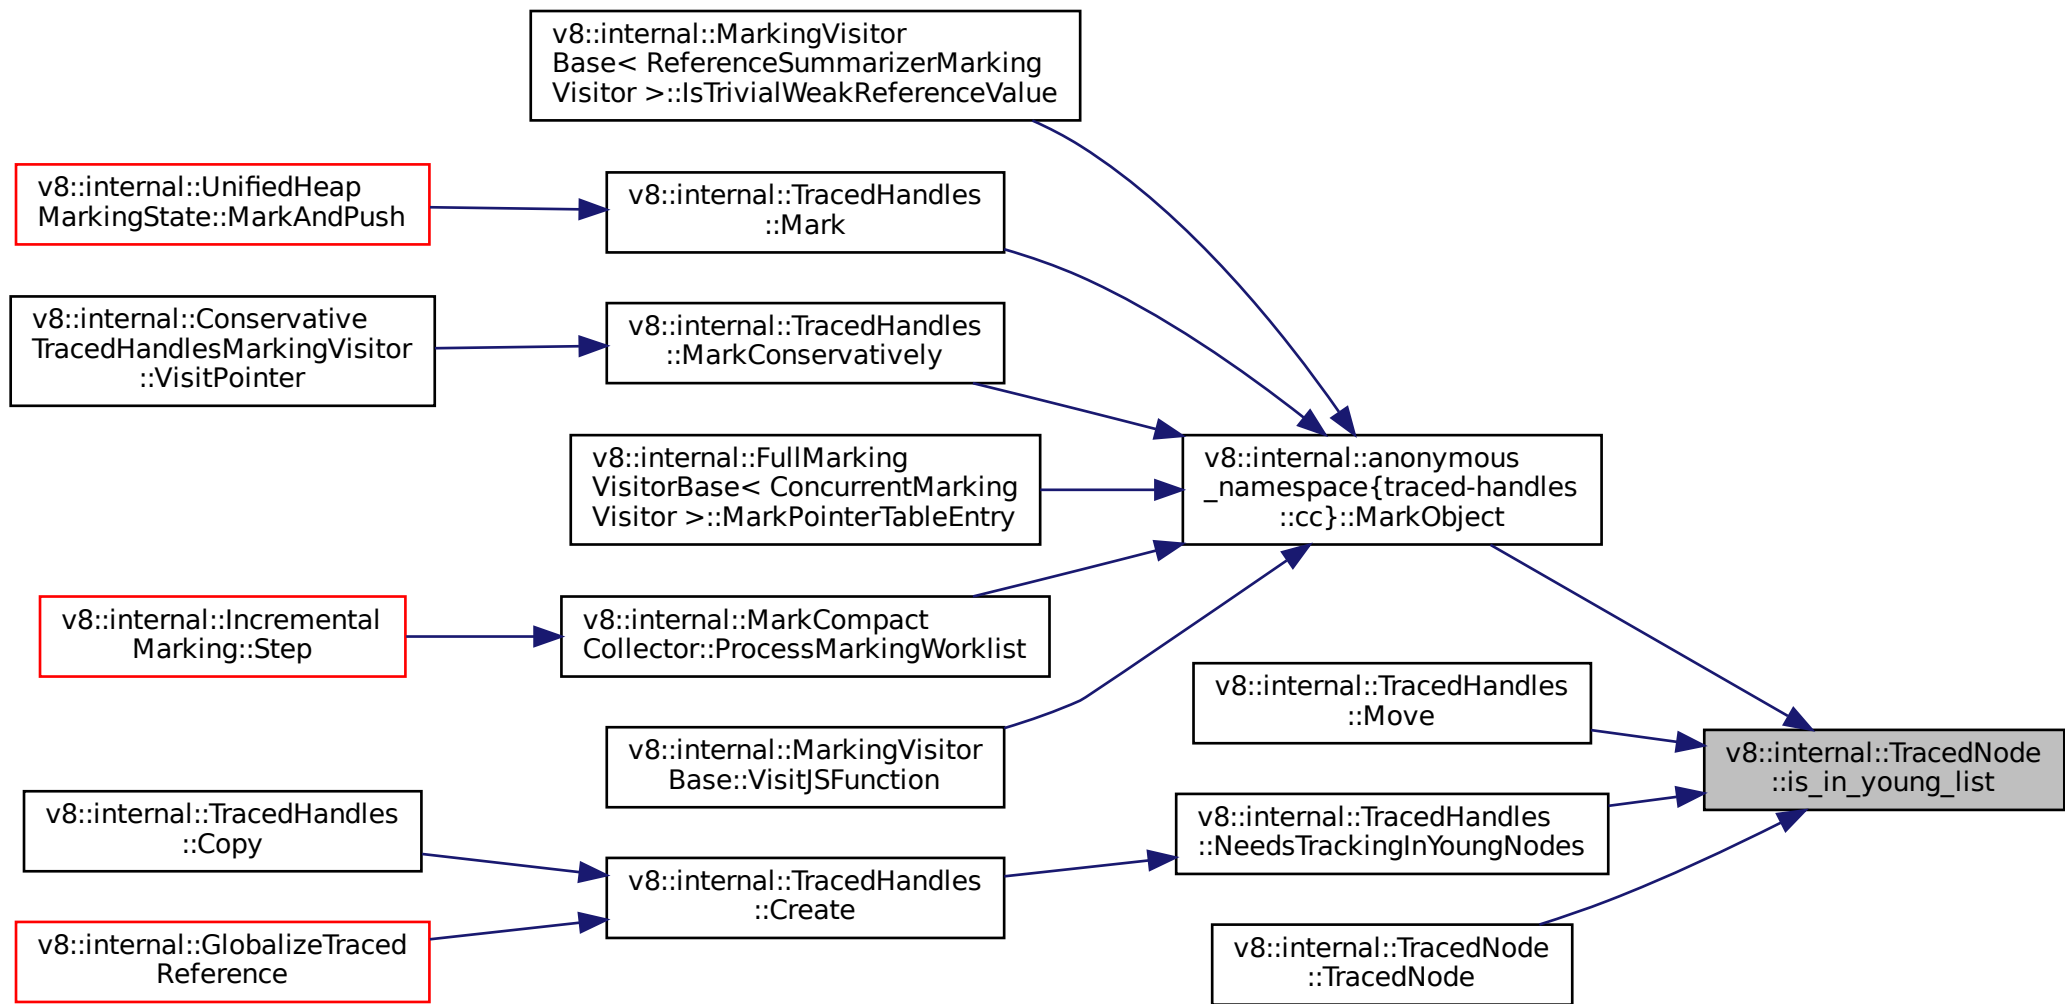 v8::internal::MarkingVisitor
Base< ReferenceSummarizerMarking
Visitor >::IsTrivialWeakReferenceValue
v8::internal::UnifiedHeap
MarkingState::MarkAndPush
v8::internal::TracedHandles
::Mark
v8::internal::Conservative
TracedHandlesMarkingVisitor
::VisitPointer
v8::internal::TracedHandles
::MarkConservatively
v8::internal::FullMarking
VisitorBase< ConcurrentMarking
Visitor >::MarkPointerTableEntry
v8::internal::anonymous
_namespace{traced-handles
::cc}::MarkObject
v8::internal::Incremental
Marking::Step
v8::internal::MarkCompact
Collector::ProcessMarkingWorklist
v8::internal::TracedHandles
::Move
v8::internal::MarkingVisitor
Base::VisitJSFunction
v8::internal::TracedNode
::is_in_young_list
v8::internal::TracedHandles
::Copy
v8::internal::TracedHandles
::NeedsTrackingInYoungNodes
v8::internal::TracedHandles
::Create
v8::internal::GlobalizeTraced
Reference
v8::internal::TracedNode
::TracedNode